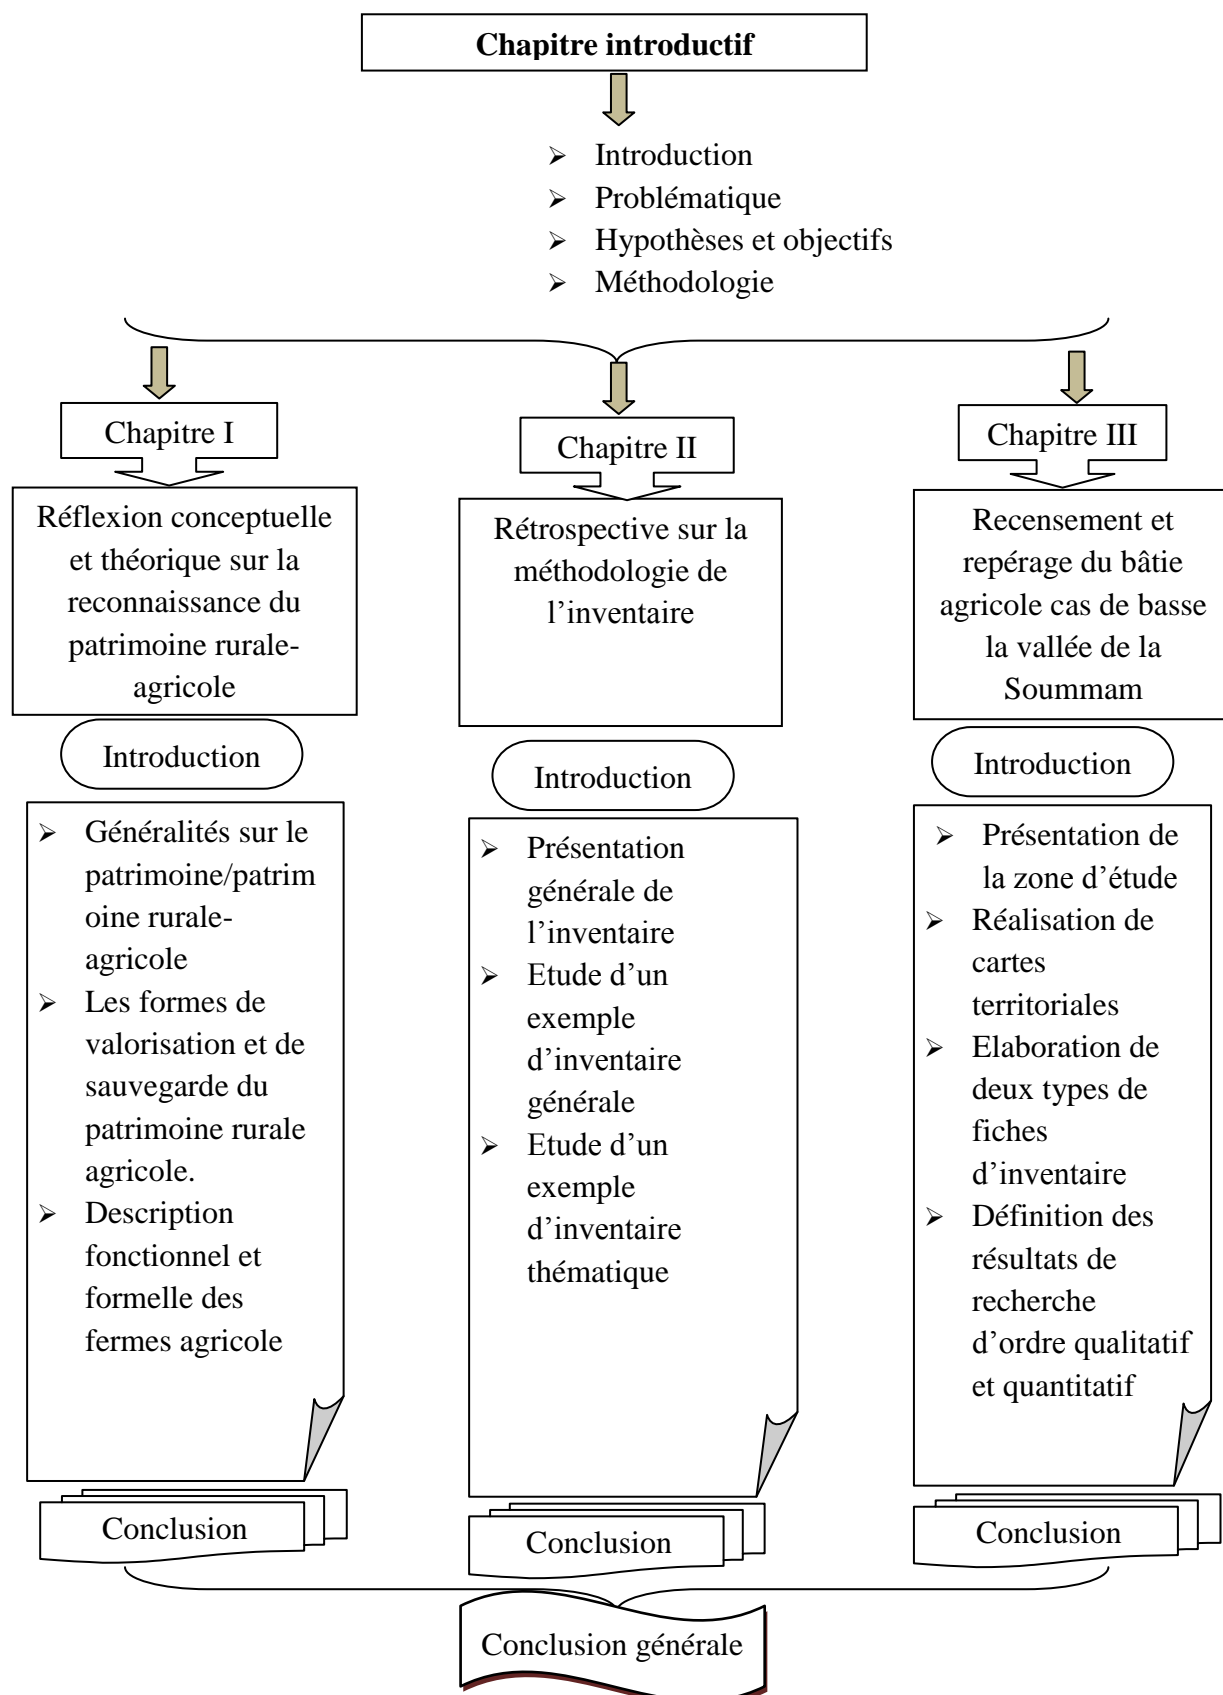 Chapitre introductif
➢ Introduction
➢ Problématique
➢ Hypothèses et objectifs
➢ Méthodologie
Chapitre I
Réflexion conceptuelle
et théorique sur la
reconnaissance du
patrimoine rurale-
agricole
Introduction
➢ Généralités sur le
patrimoine/patrim
oine rurale-
agricole
➢ Les formes de
valorisation et de
sauvegarde du
patrimoine rurale
agricole.
➢ Description
fonctionnel et
formelle des
fermes agricole
Conclusion
Chapitre II
Rétrospective sur la
méthodologie de
l’inventaire
Introduction
➢ Présentation
générale de
l’inventaire
➢ Etude d’un
exemple
d’inventaire
générale
➢ Etude d’un
exemple
d’inventaire
thématique
Conclusion
Chapitre III
Recensement et
repérage du bâtie
agricole cas de basse
la vallée de la
Soummam
Introduction
➢ Présentation de
la zone d’étude
➢ Réalisation de
cartes
territoriales
➢ Elaboration de
deux types de
fiches
d’inventaire
➢ Définition des
résultats de
recherche
d’ordre qualitatif
et quantitatif
Conclusion
Conclusion générale